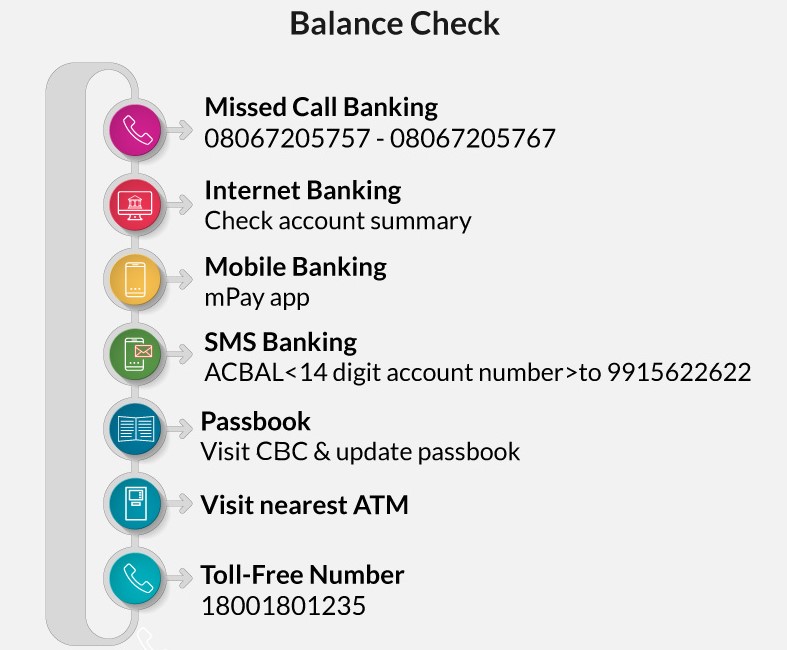 Balance Check
Missed Call Banking
08067205757 - 08067205767
Internet Banking
Check account summary
Mobile Banking
mPay app
SMS Banking
ACBAL<14 digit account number>to 9915622622
Passbook
Visit CBC & update passbook
Visit nearest ATM
Toll-Free Number
18001801235